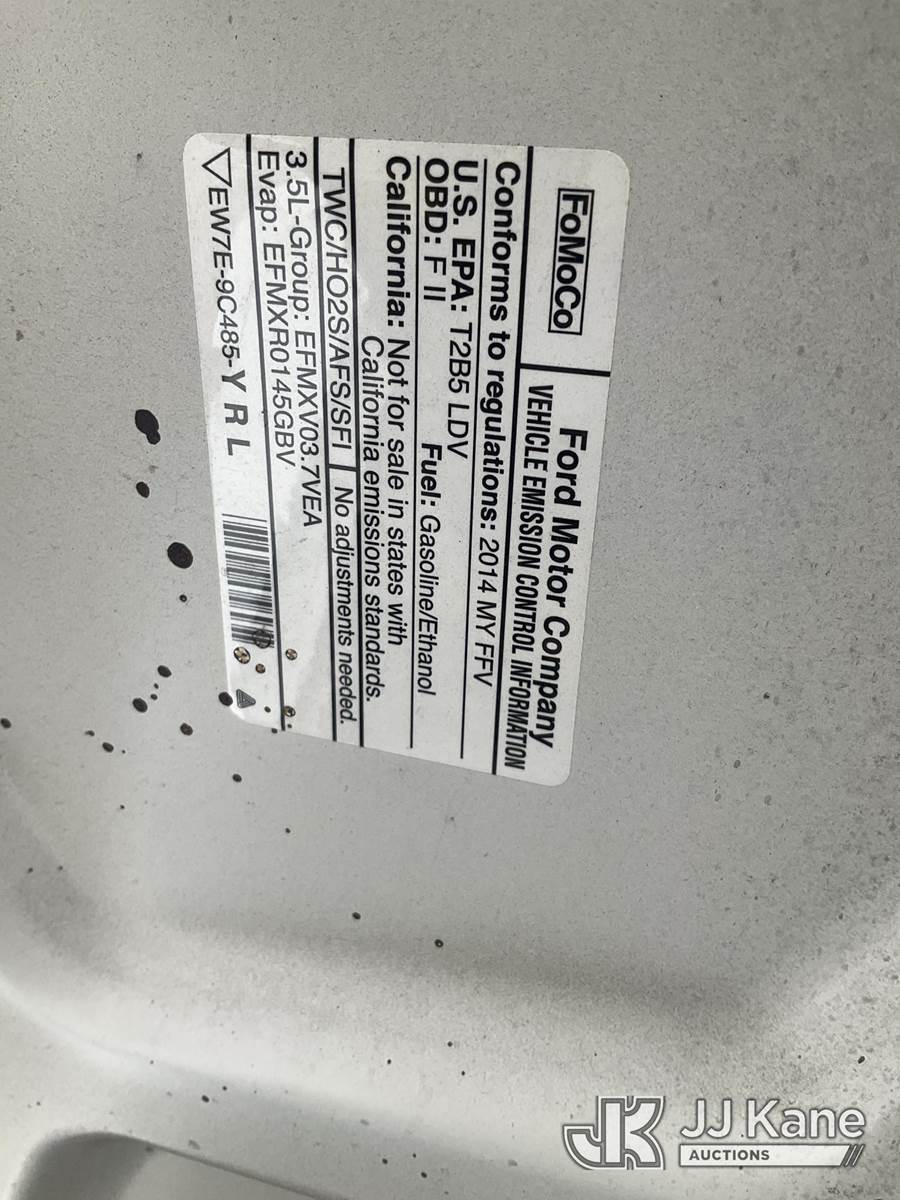 FoMoCo
Ford Motor Company
VEHICLE EMISSION CONTROL INFORMATION
Conforms to regulations: 2014 MY FFV
U.S. EPA: T2B5 LDV
OBD: F II Fuel: Gasoline/Ethanol
California: Not for sale in states with
California emissions standards.
TWC/HO2S/AFS/SFI No adjustments needed.
3.5L-Group: EFMXV03.7VEA
Evap: EFMXR0145GBV
EW7E-9C485-Y R L
JK JJ Kane
AUCTIONS